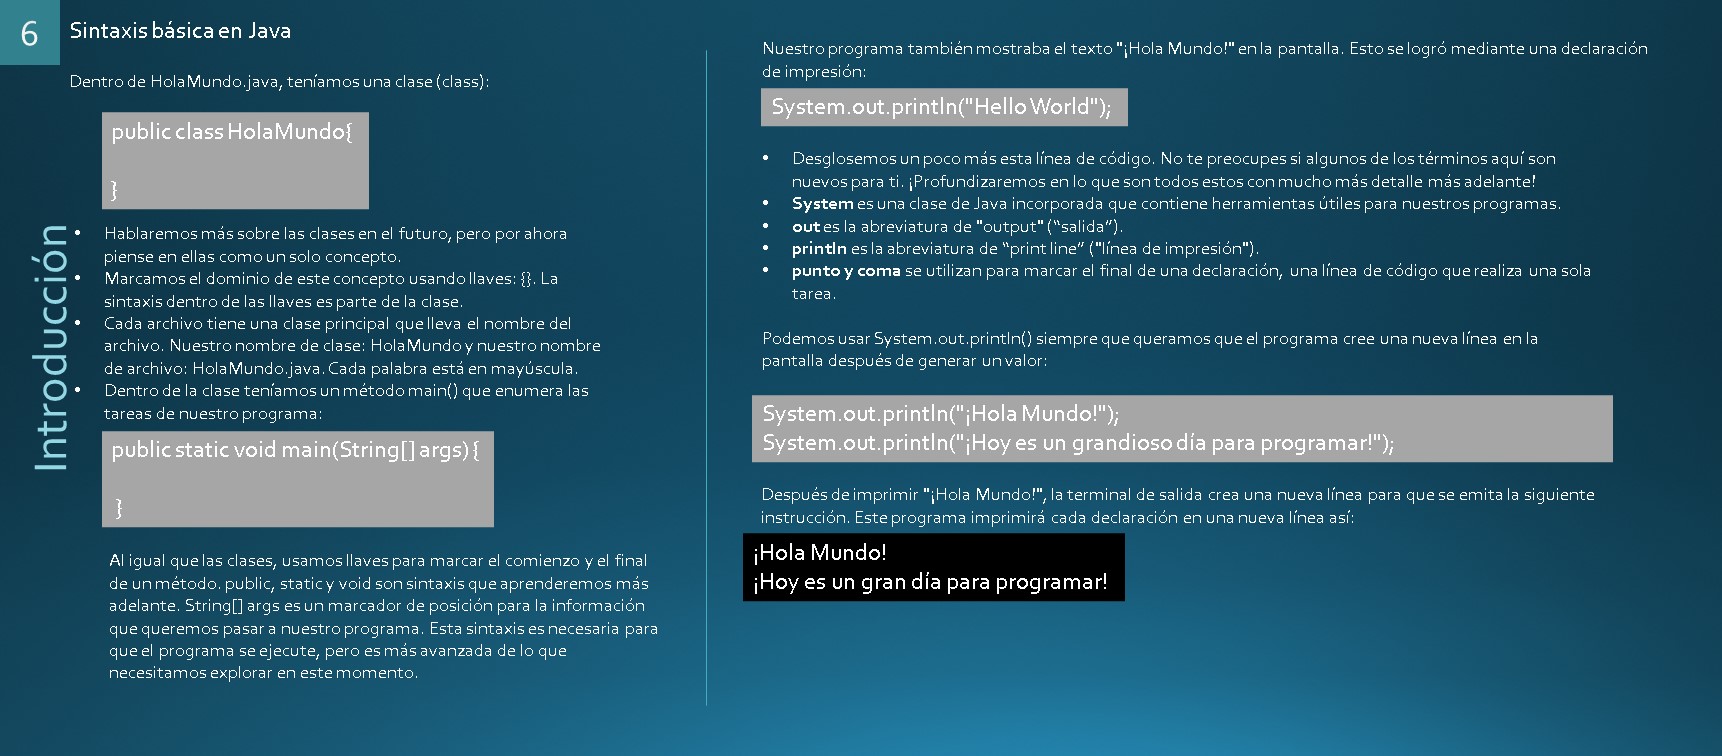 6
Sintaxis básica en Java
Dentro de HolaMundo.java, teníamos una clase (class):
public class HolaMundo{
}
Introducción
• Hablaremos más sobre las clases en el futuro, pero por ahora
piense en ellas como un solo concepto.
• Marcamos el dominio de este concepto usando llaves: {}. La
sintaxis dentro de las llaves es parte de la clase.
• Cada archivo tiene una clase principal que lleva el nombre del
archivo. Nuestro nombre de clase: HolaMundo y nuestro nombre
de archivo: HolaMundo.java. Cada palabra está en mayúscula.
• Dentro de la clase teníamos un método main() que enumera las
tareas de nuestro programa:
public static void main(String[] args) {
}
Al igual que las clases, usamos llaves para marcar el comienzo y el final
de un método. public, static y void son sintaxis que aprenderemos más
adelante. String[] args es un marcador de posición para la información
que queremos pasar a nuestro programa. Esta sintaxis es necesaria para
que el programa se ejecute, pero es más avanzada de lo que
necesitamos explorar en este momento.
Nuestro programa también mostraba el texto "¡Hola Mundo!" en la pantalla. Esto se logró mediante una declaración
de impresión:
System.out.println("Hello World");
• Desglosemos un poco más esta línea de código. No te preocupes si algunos de los términos aquí son
nuevos para ti. ¡Profundizaremos en lo que son todos estos con mucho más detalle más adelante!
• System es una clase de Java incorporada que contiene herramientas útiles para nuestros programas.
• out es la abreviatura de "output" (“salida”).
• println es la abreviatura de “print line” ("línea de impresión").
• punto y coma se utilizan para marcar el final de una declaración, una línea de código que realiza una sola
tarea.
Podemos usar System.out.println() siempre que queramos que el programa cree una nueva línea en la
pantalla después de generar un valor:
System.out.println("¡Hola Mundo!");
System.out.println("¡Hoy es un grandioso día para programar!");
Después de imprimir "¡Hola Mundo!", la terminal de salida crea una nueva línea para que se emita la siguiente
instrucción. Este programa imprimirá cada declaración en una nueva línea así:
¡Hola Mundo!
¡Hoy es un gran día para programar!